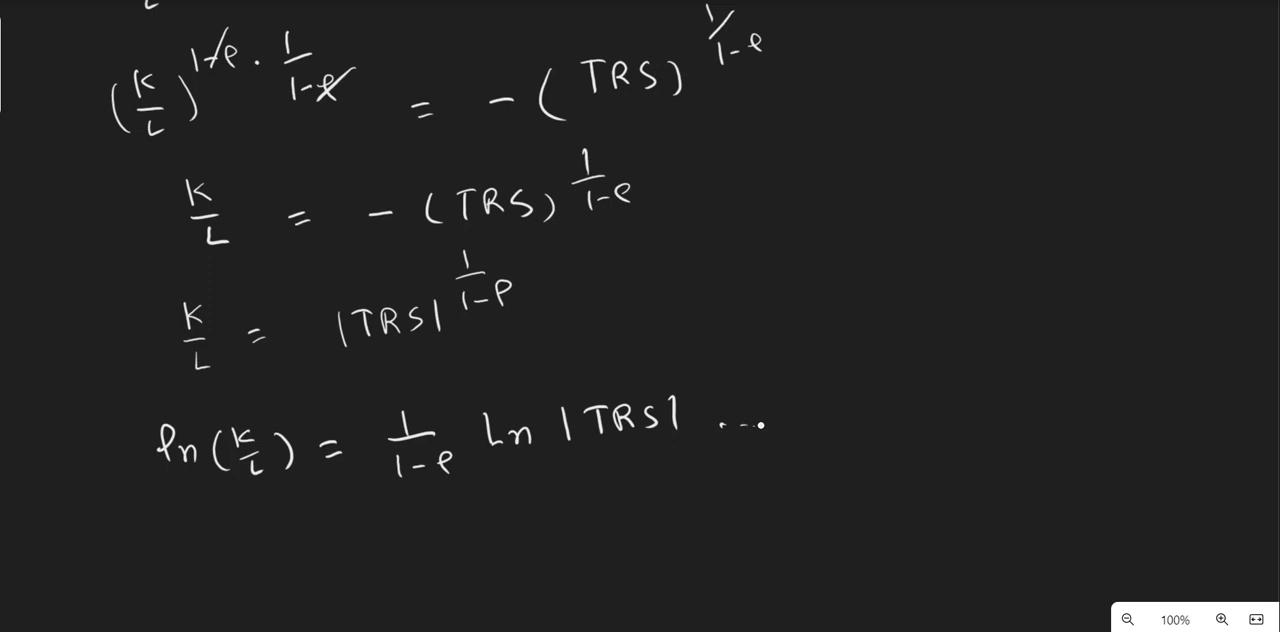 (K/L)^{1-ρ · 1/(1-ρ)} = - (TRS)^{1/(1-ρ)}
K/L = - (TRS)^{1/(1-ρ)}
K/L = |TRS|^{1/(1-ρ)}
ln(K/L) = 1/(1-ρ) Ln |TRS| ...
100%